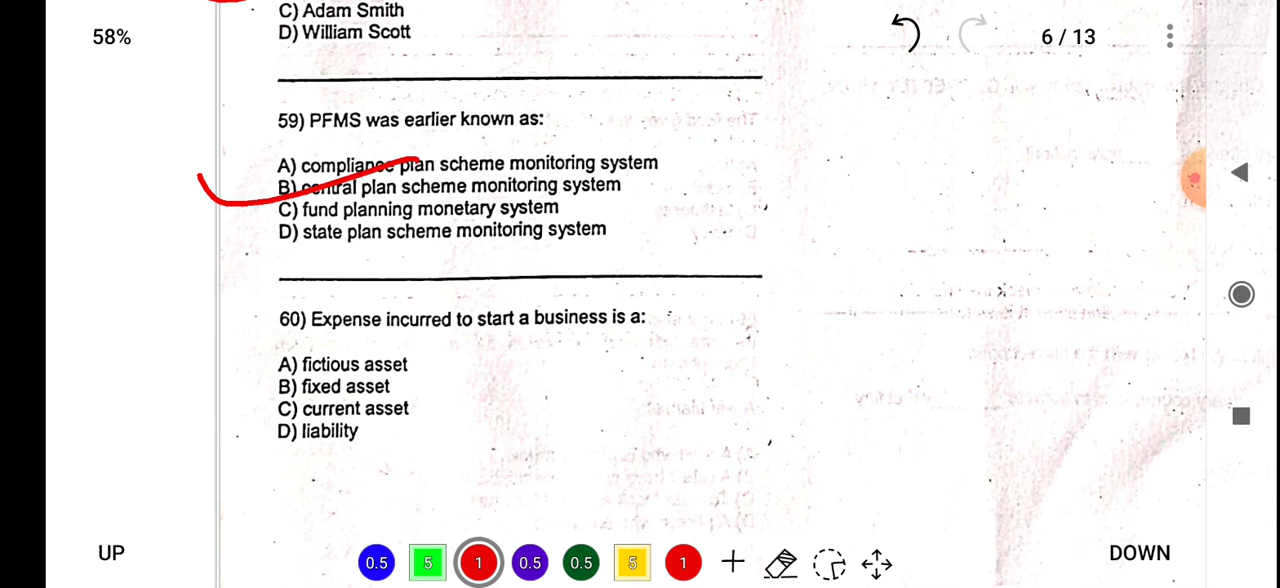 58%
6 / 13
C) Adam Smith
D) William Scott
59) PFMS was earlier known as:
A) compliance plan scheme monitoring system
B) central plan scheme monitoring system
C) fund planning monetary system
D) state plan scheme monitoring system
60) Expense incurred to start a business is a:
A) fictious asset
B) fixed asset
C) current asset
D) liability
UP
0.5 5 1 0.5 0.5 5 1
DOWN